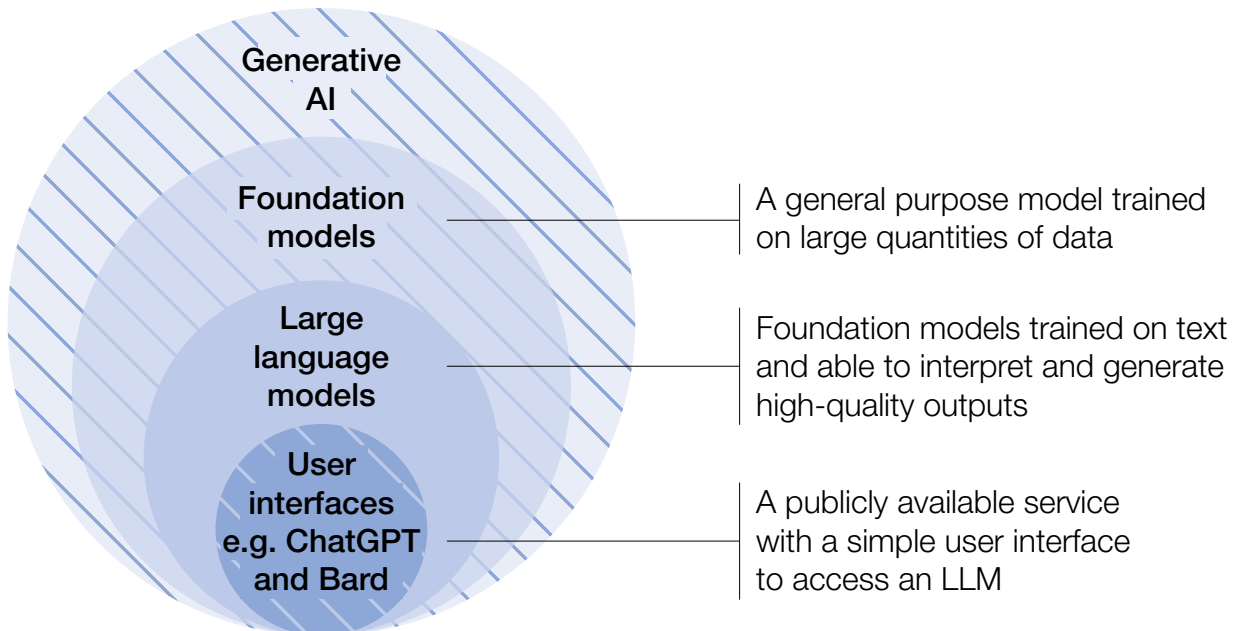 Generative
AI
Foundation
models
A general purpose model trained
on large quantities of data
Large
language
models
Foundation models trained on text
and able to interpret and generate
high-quality outputs
User
interfaces
e.g. ChatGPT
and Bard
A publicly available service
with a simple user interface
to access an LLM